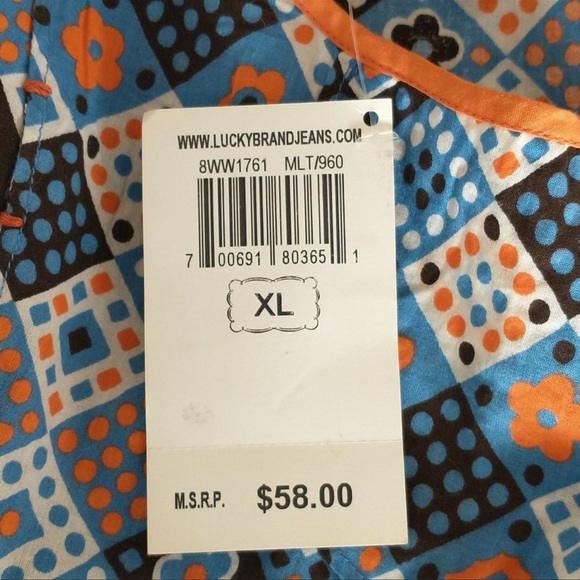 WWW.LUCKYBRANDJEANS.COM
8WW1761 MLT/960
7 00691 80365 1
XL
M.S.R.P. $58.00